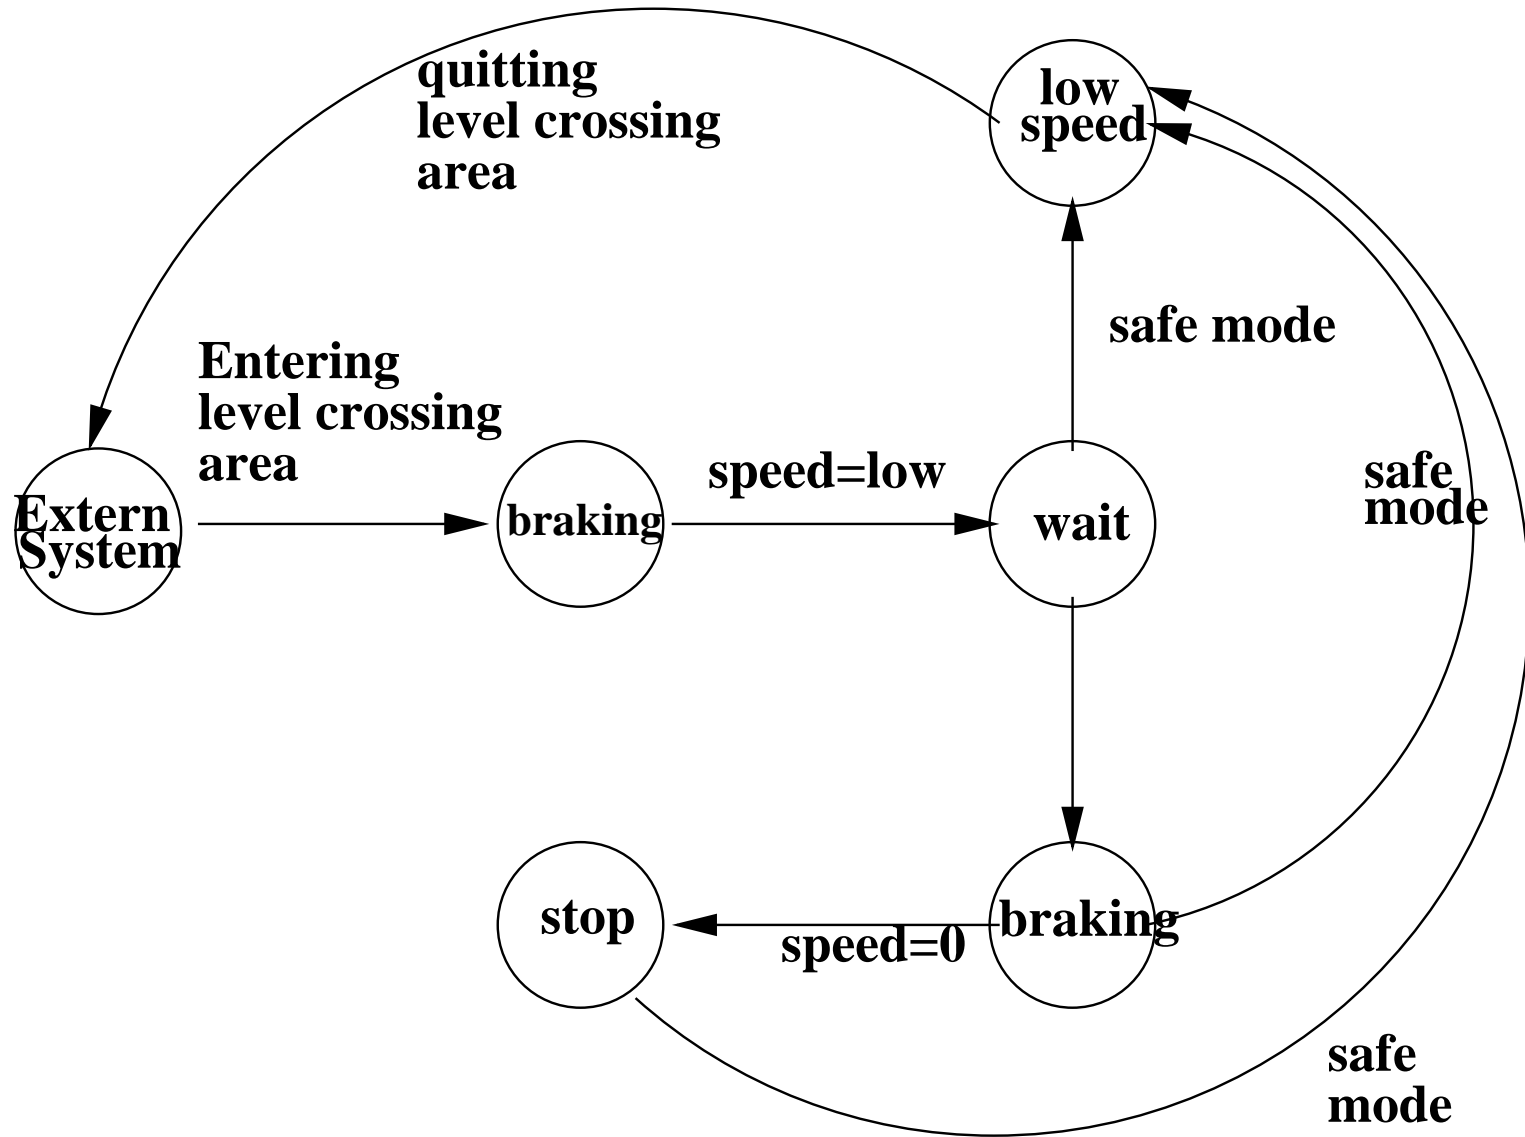 quitting
level crossing
area
low
speed
safe mode
Entering
level crossing
area
speed=low
safe
mode
Extern
System
braking
wait
stop
speed=0
braking
safe
mode